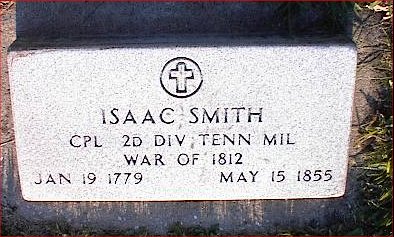 ISAAC SMITH
CPL 2D DIV TENN MIL
WAR OF 1812
JAN 19 1779 MAY 15 1855